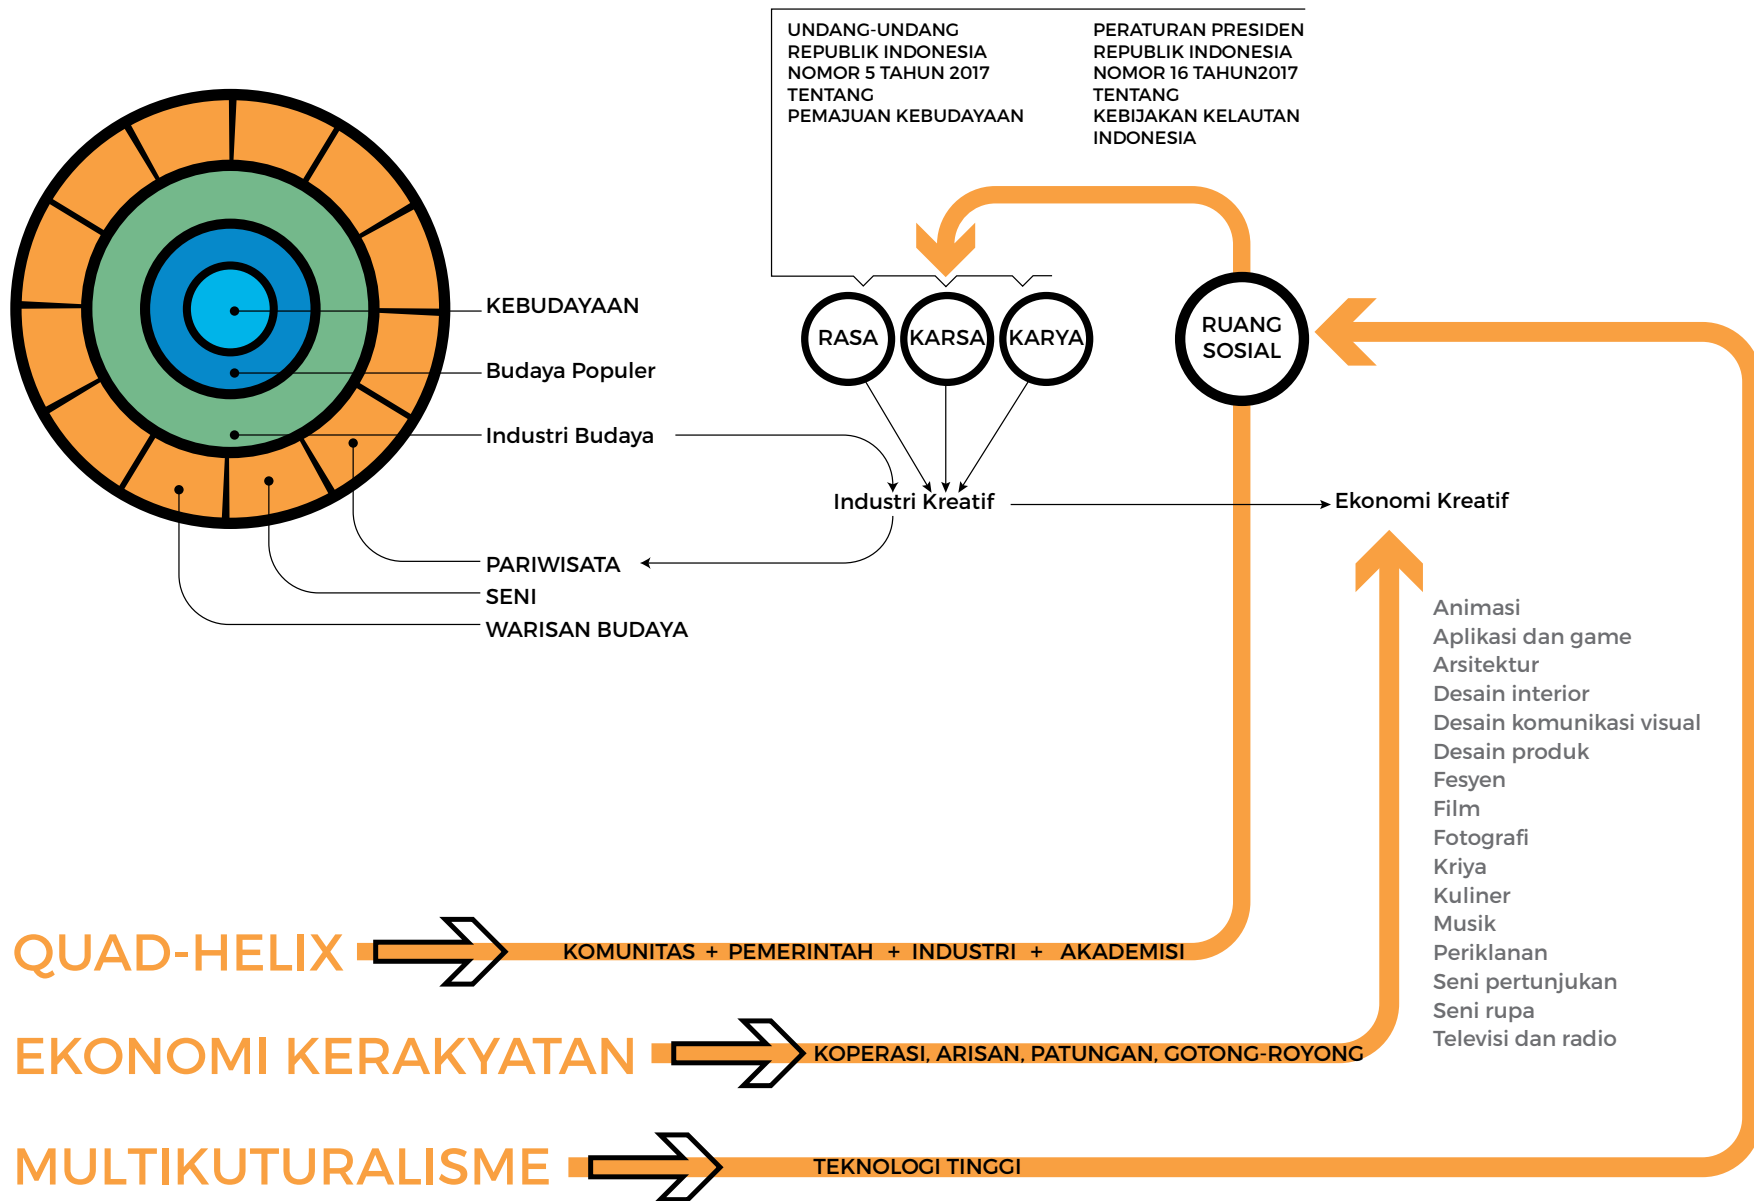 UNDANG-UNDANG
REPUBLIK INDONESIA
NOMOR 5 TAHUN 2017
TENTANG
PEMAJUAN KEBUDAYAAN
PERATURAN PRESIDEN
REPUBLIK INDONESIA
NOMOR 16 TAHUN2017
TENTANG
KEBIJAKAN KELAUTAN
INDONESIA
KEBUDAYAAN
Budaya Populer
Industri Budaya
PARIWISATA
SENI
WARISAN BUDAYA
RASA
KARSA
KARYA
RUANG
SOSIAL
Industri Kreatif
Ekonomi Kreatif
Animasi
Aplikasi dan game
Arsitektur
Desain interior
Desain komunikasi visual
Desain produk
Fesyen
Film
Fotografi
Kriya
Kuliner
Musik
Periklanan
Seni pertunjukan
Seni rupa
Televisi dan radio
QUAD-HELIX
KOMUNITAS + PEMERINTAH + INDUSTRI + AKADEMISI
EKONOMI KERAKYATAN
KOPERASI, ARISAN, PATUNGAN, GOTONG-ROYONG
MULTIKUTURALISME
TEKNOLOGI TINGGI